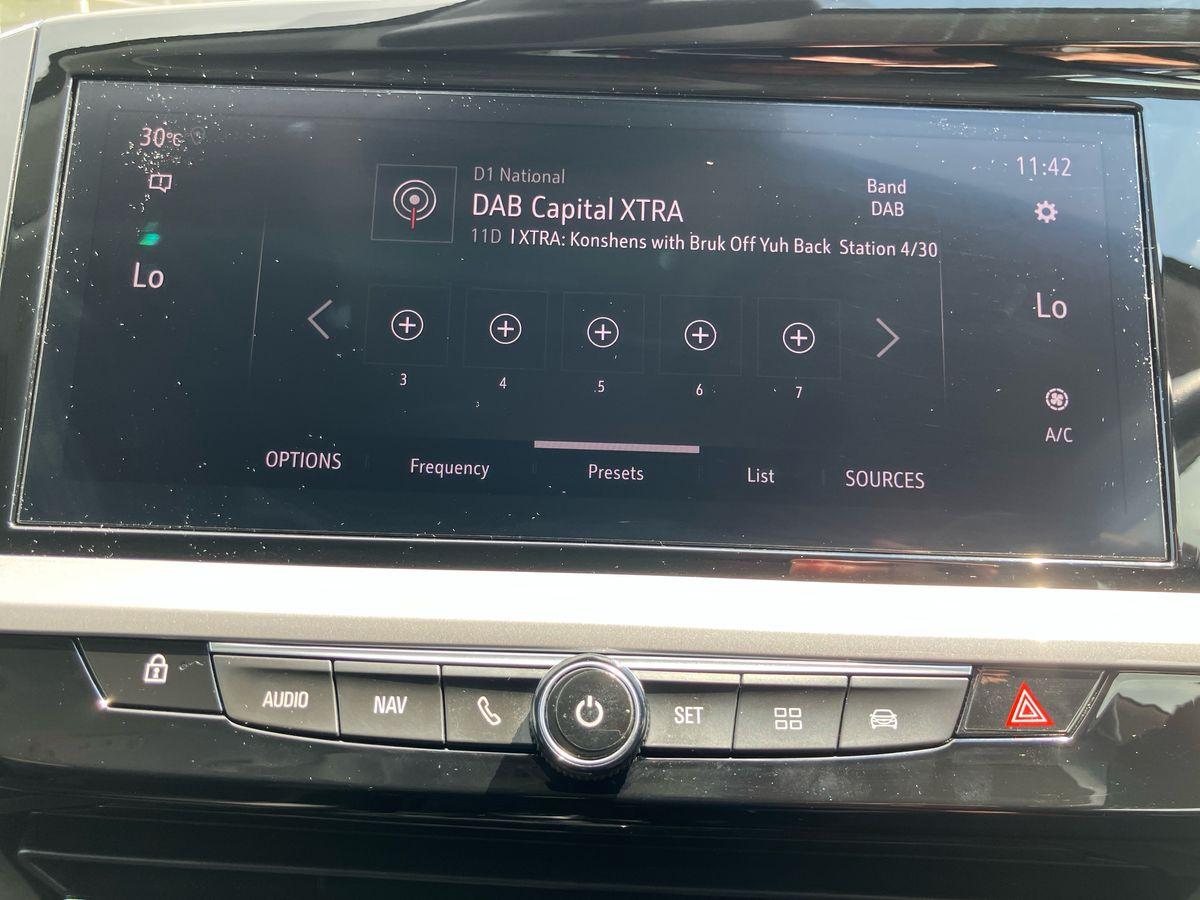 30°C
11:42
D1 National
DAB Capital XTRA
Band
DAB
11D
l XTRA: Konshens with Bruk Off Yuh Back
Station 4/30
Lo
Lo
3
4
5
6
7
A/C
OPTIONS
Frequency
Presets
List
SOURCES
AUDIO
NAV
SET